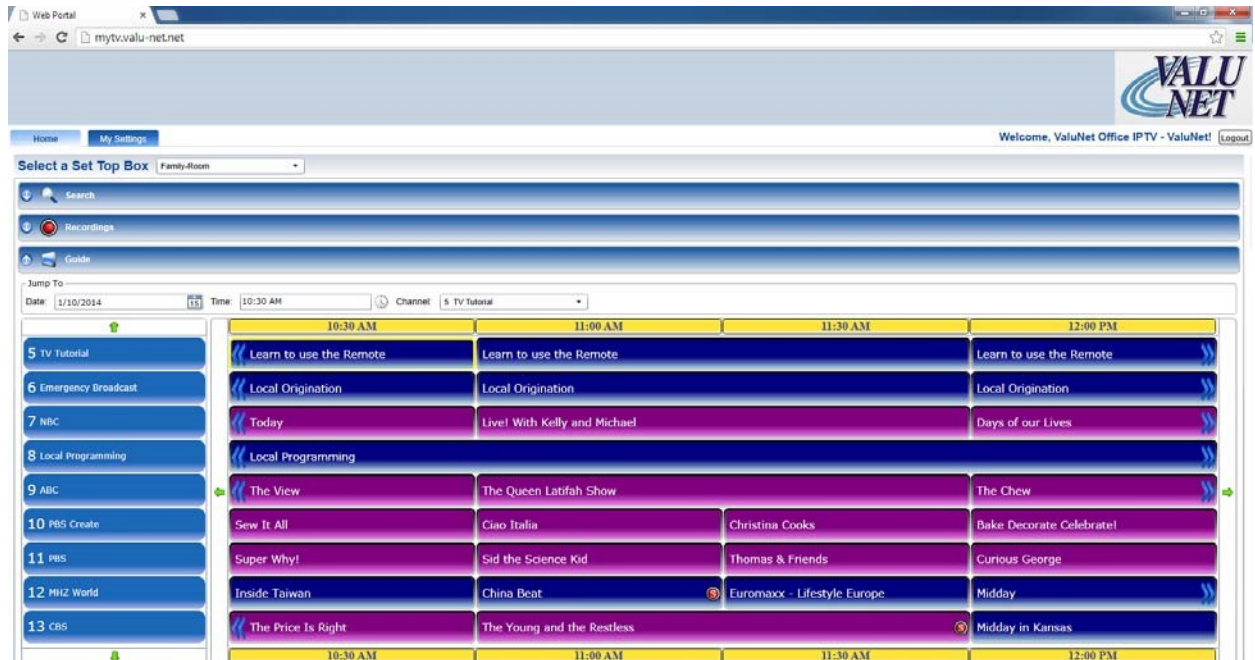 Web Portal
mytv.valu-net.net
VALU
NET
Home My Settings Welcome, ValuNet Office IPTV - ValuNet! Logout
Select a Set Top Box Family-Room
Search
Recordings
Guide
Jump To
Date: 1/10/2014 15 Time: 10:30 AM Channel: 5 TV Tutorial
10:30 AM 11:00 AM 11:30 AM 12:00 PM
5 TV Tutorial Learn to use the Remote Learn to use the Remote Learn to use the Remote
6 Emergency Broadcast Local Origination Local Origination Local Origination
7 NBC Today Live! With Kelly and Michael Days of our Lives
8 Local Programming Local Programming
9 ABC The View The Queen Latifah Show The Chew
10 PBS Create Sew It All Ciao Italia Christina Cooks Bake Decorate Celebrate!
11 PBS Super Why! Sid the Science Kid Thomas & Friends Curious George
12 MHZ World Inside Taiwan China Beat S Euromaxx - Lifestyle Europe Midday
13 CBS The Price Is Right The Young and the Restless S Midday in Kansas
10:30 AM 11:00 AM 11:30 AM 12:00 PM